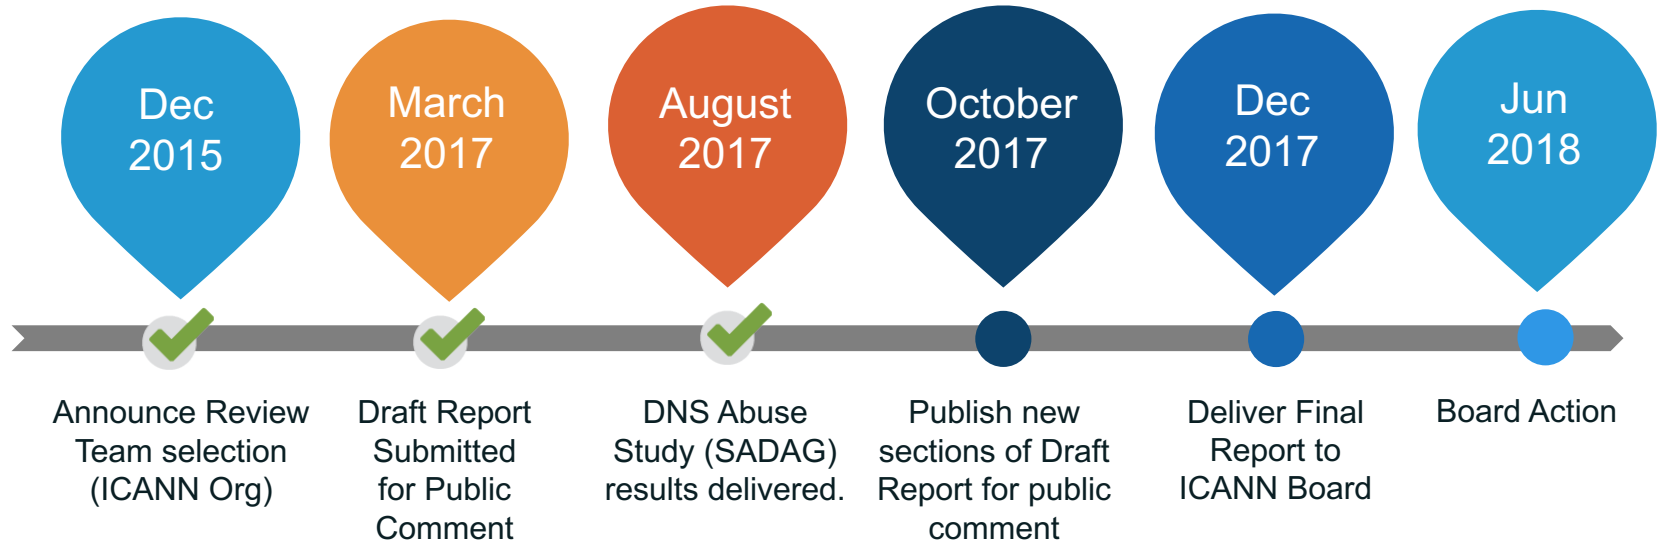 Dec
2015
March
2017
August
2017
October
2017
Dec
2017
Jun
2018
Announce Review
Team selection
(ICANN Org)
Draft Report
Submitted
for Public
Comment
DNS Abuse
Study (SADAG)
results delivered.
Publish new
sections of Draft
Report for public
comment
Deliver Final
Report to
ICANN Board
Board Action